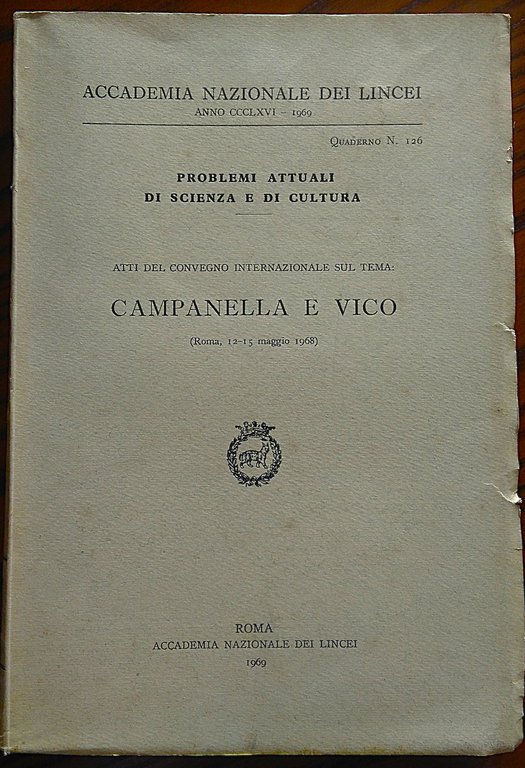 ACCADEMIA NAZIONALE DEI LINCEI
ANNO CCCLXVI – 1969
QUADERNO N. 126
PROBLEMI ATTUALI
DI SCIENZA E DI CULTURA
ATTI DEL CONVEGNO INTERNAZIONALE SUL TEMA:
CAMPANELLA E VICO
(Roma, 12-15 maggio 1968)
ROMA
ACCADEMIA NAZIONALE DEI LINCEI
1969